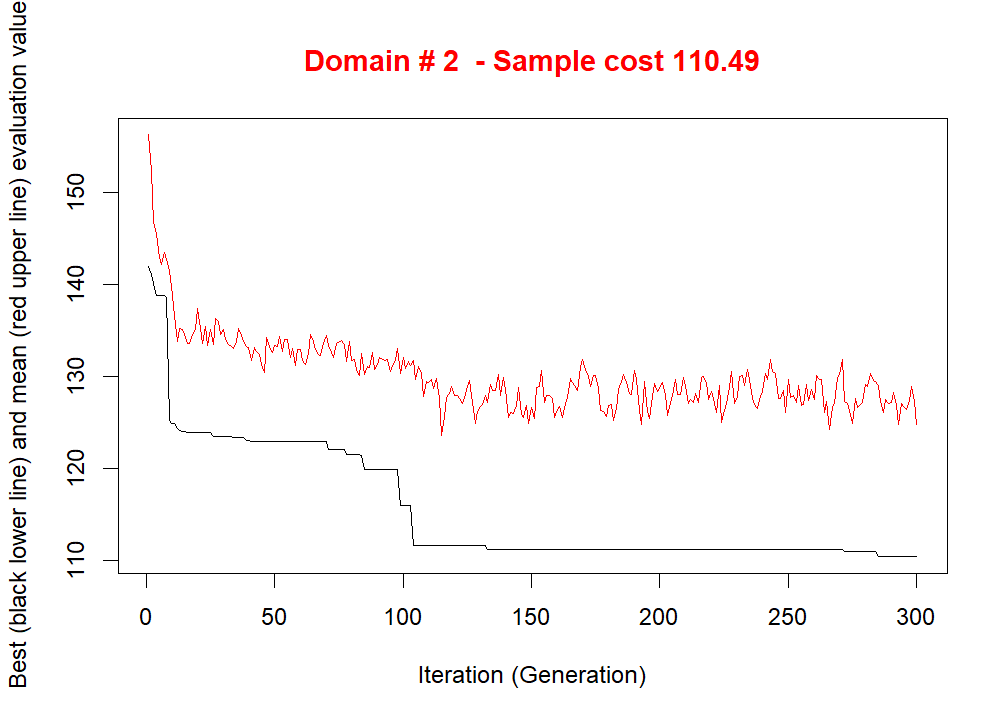 Domain # 2  - Sample cost 110.49
Best (black lower line) and mean (red upper line) evaluation value
150
140
130
120
110
0 50 100 150 200 250 300
Iteration (Generation)